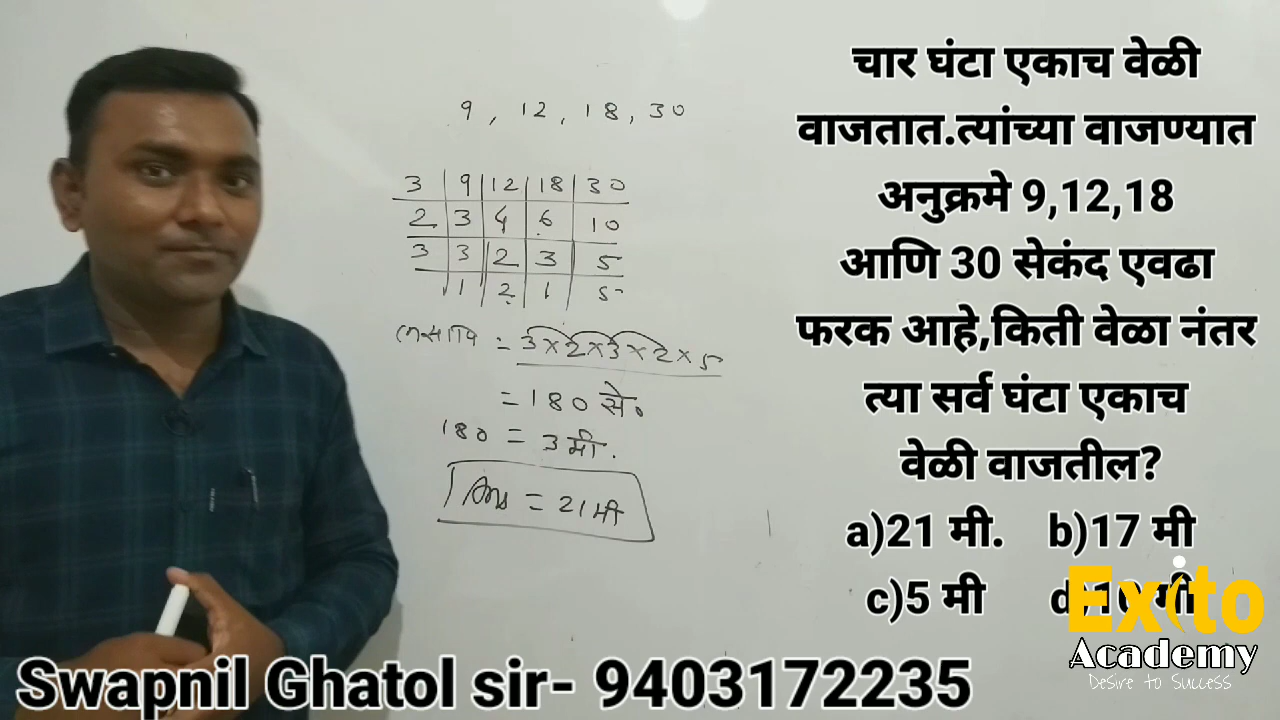 9, 12, 18, 30
3 9 12 18 30
2 3 4 6 10
3 3 2 3 5
1 2 1 5
लसावि = 3×2×3×2×5
= 180 से.
180 = 3 मी.
Ans = 21 मी
चार घंटा एकाच वेळी
वाजतात.त्यांच्या वाजण्यात
अनुक्रमे 9,12,18
आणि 30 सेकंद एवढा
फरक आहे,किती वेळा नंतर
त्या सर्व घंटा एकाच
वेळी वाजतील?
a)21 मी. b)17 मी
c)5 मी d)10 मी
Exito
Academy
Desire to Success
Swapnil Ghatol sir- 9403172235